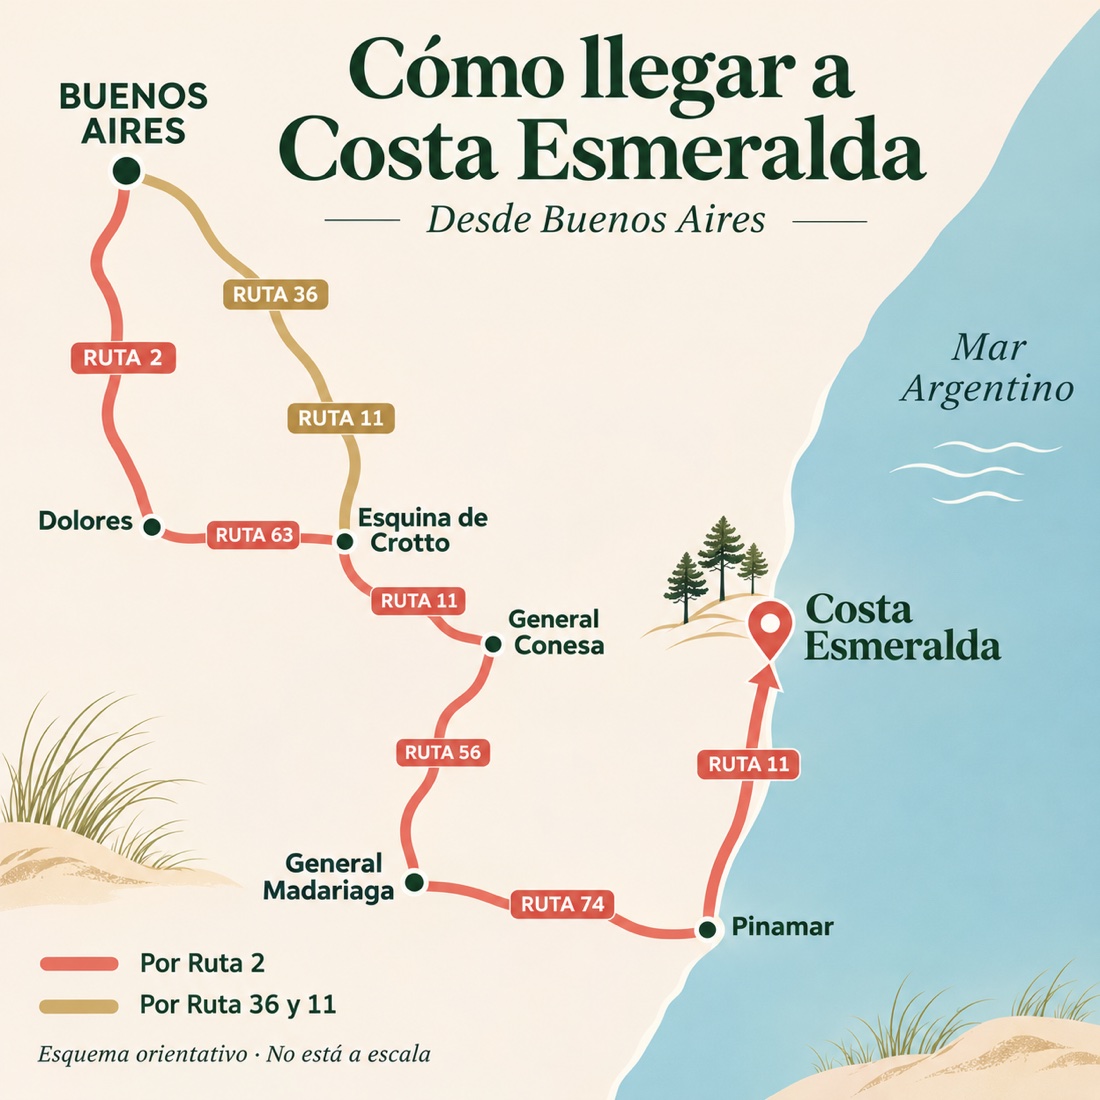 Cómo llegar a
Costa Esmeralda
Desde Buenos Aires
BUENOS
AIRES
RUTA 36
RUTA 2
RUTA 11
Mar
Argentino
Dolores
RUTA 63
Esquina de
Crotto
RUTA 11
General
Conesa
Costa
Esmeralda
RUTA 56
RUTA 11
General
Madariaga
RUTA 74
Pinamar
Por Ruta 2
Por Ruta 36 y 11
Esquema orientativo · No está a escala